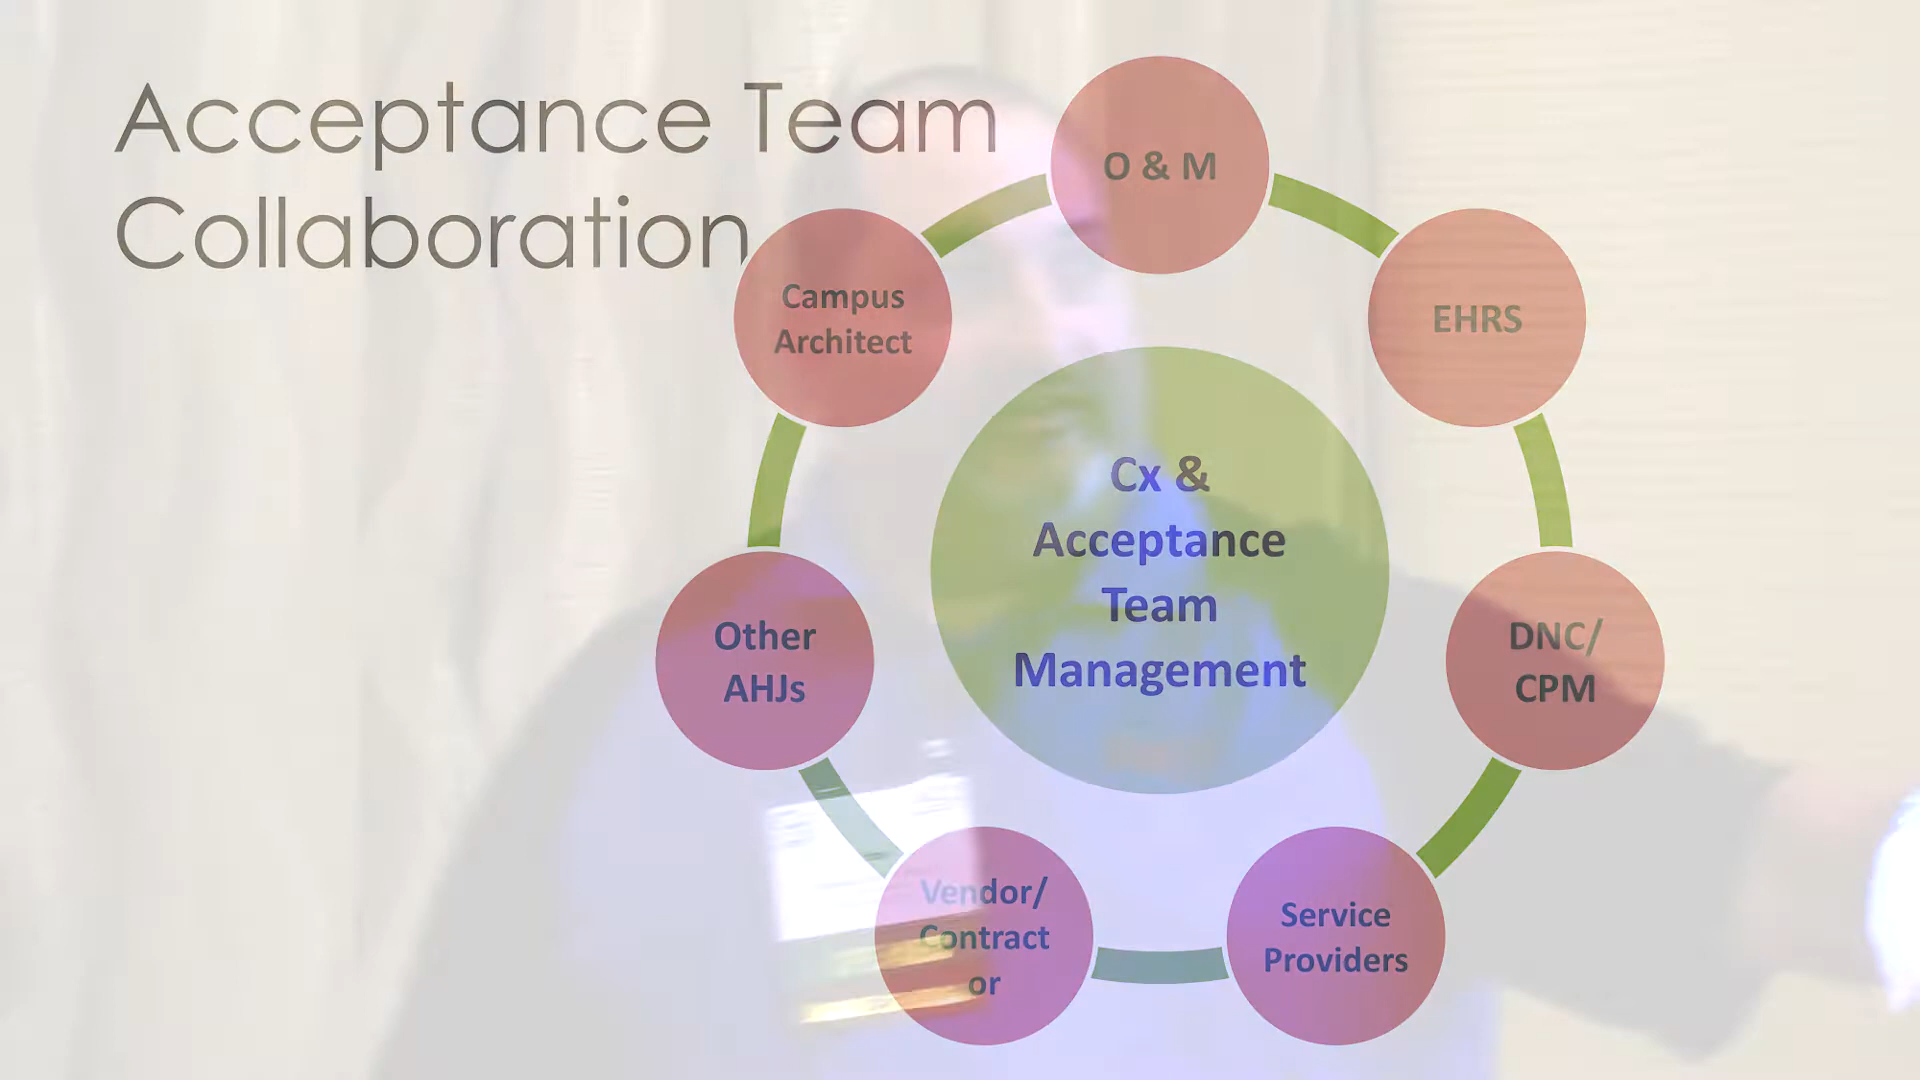 Acceptance Team
Collaboration
O & M
EHRS
DNC/
CPM
Service
Providers
Vendor/
Contract
or
Other
AHJs
Campus
Architect
Cx &
Acceptance
Team
Management